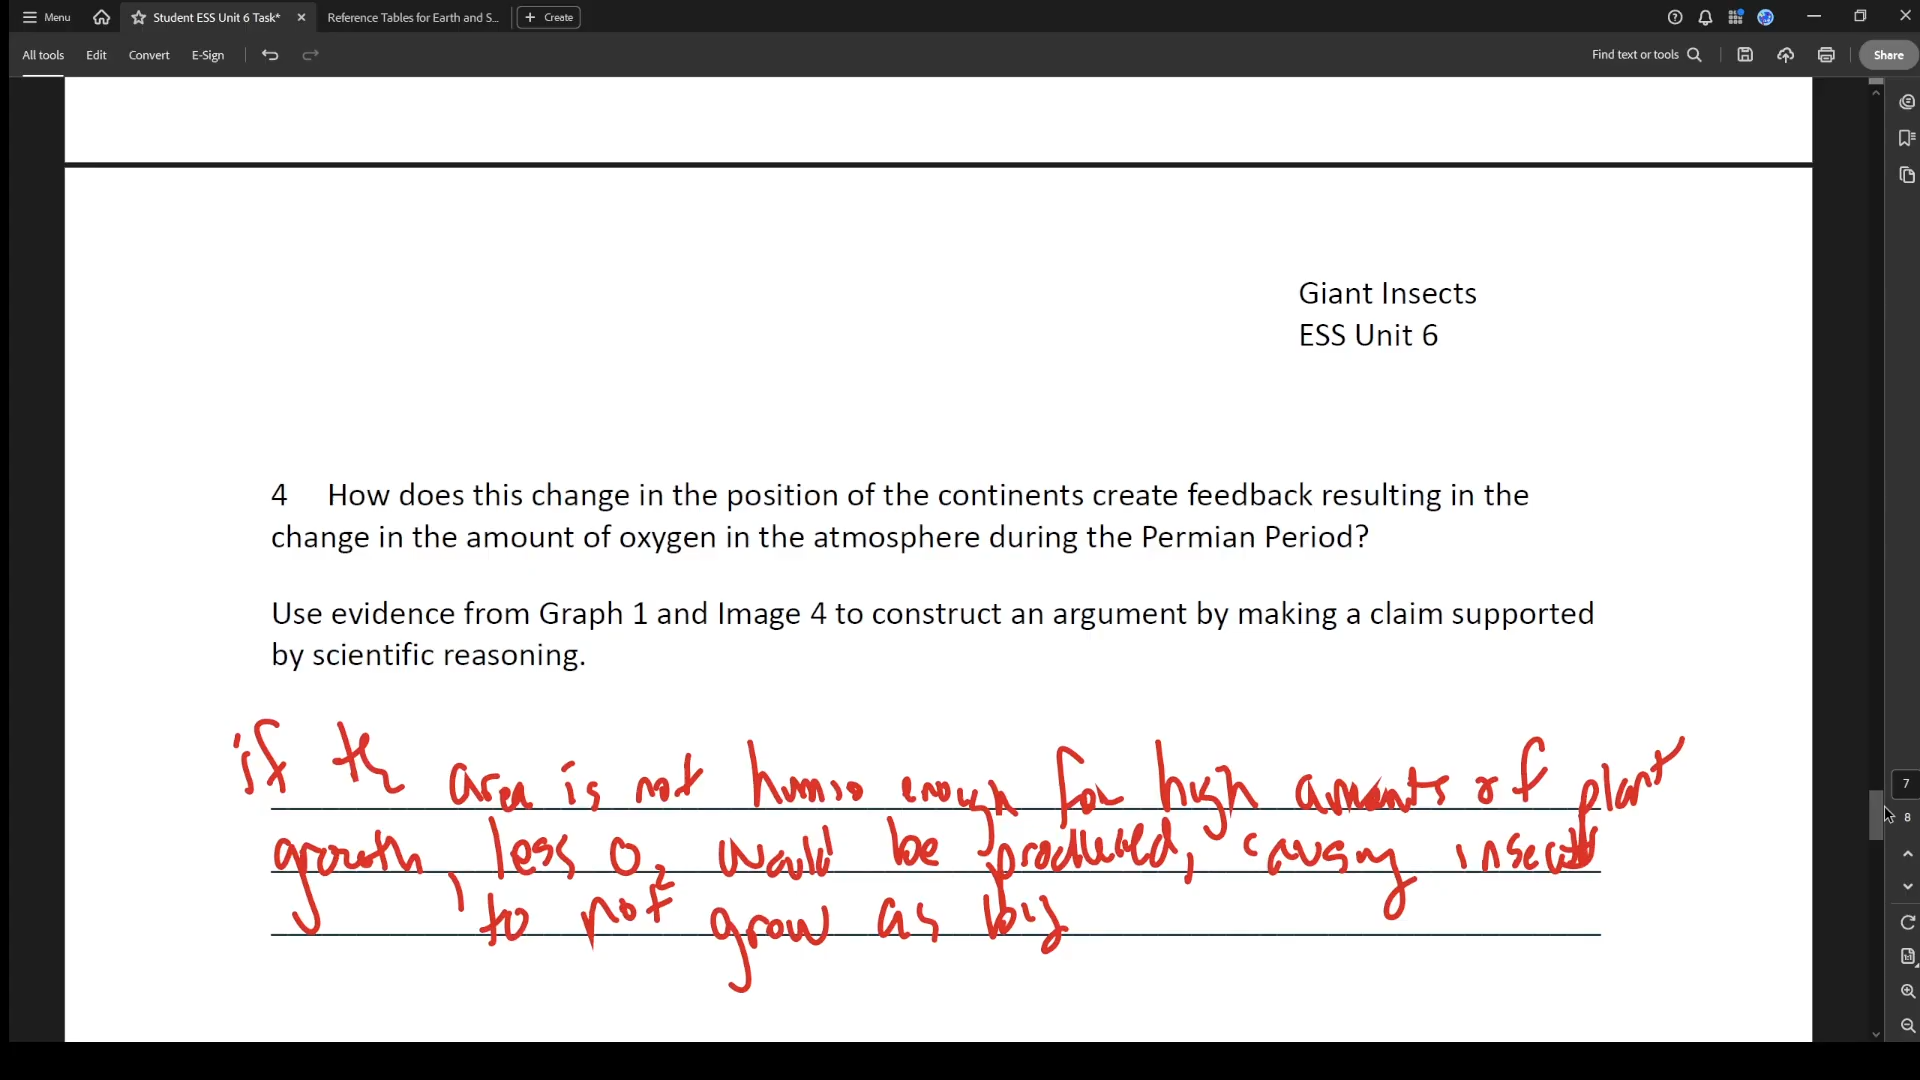 Menu
Student ESS Unit 6 Task*
Reference Tables for Earth and S...
Create
All tools
Edit
Convert
E-Sign
Find text or tools
Share
Giant Insects
ESS Unit 6
4 How does this change in the position of the continents create feedback resulting in the
change in the amount of oxygen in the atmosphere during the Permian Period?
Use evidence from Graph 1 and Image 4 to construct an argument by making a claim supported
by scientific reasoning.
if the area is not enough for high amounts of plant
growth, less O2 would be produced, causing insects
to not grow as big
7
8